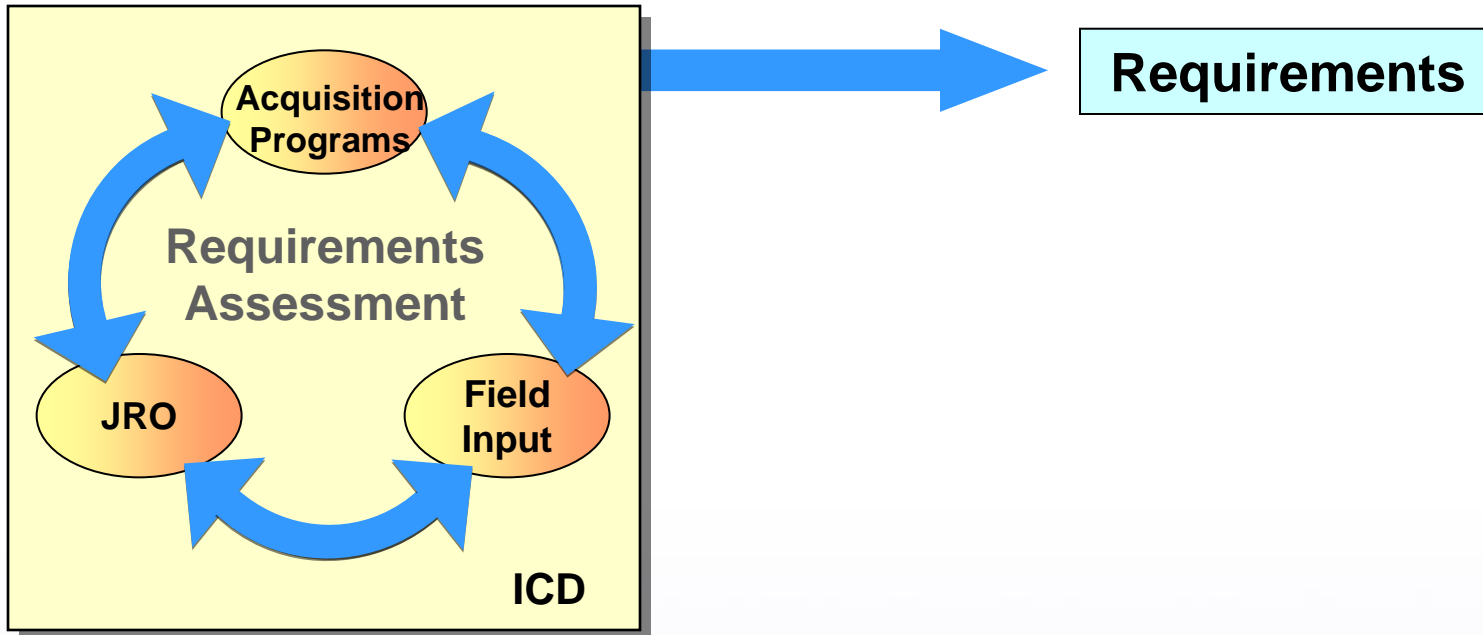 Acquisition
Programs
Requirements
Requirements
Assessment
JRO
Field
Input
ICD